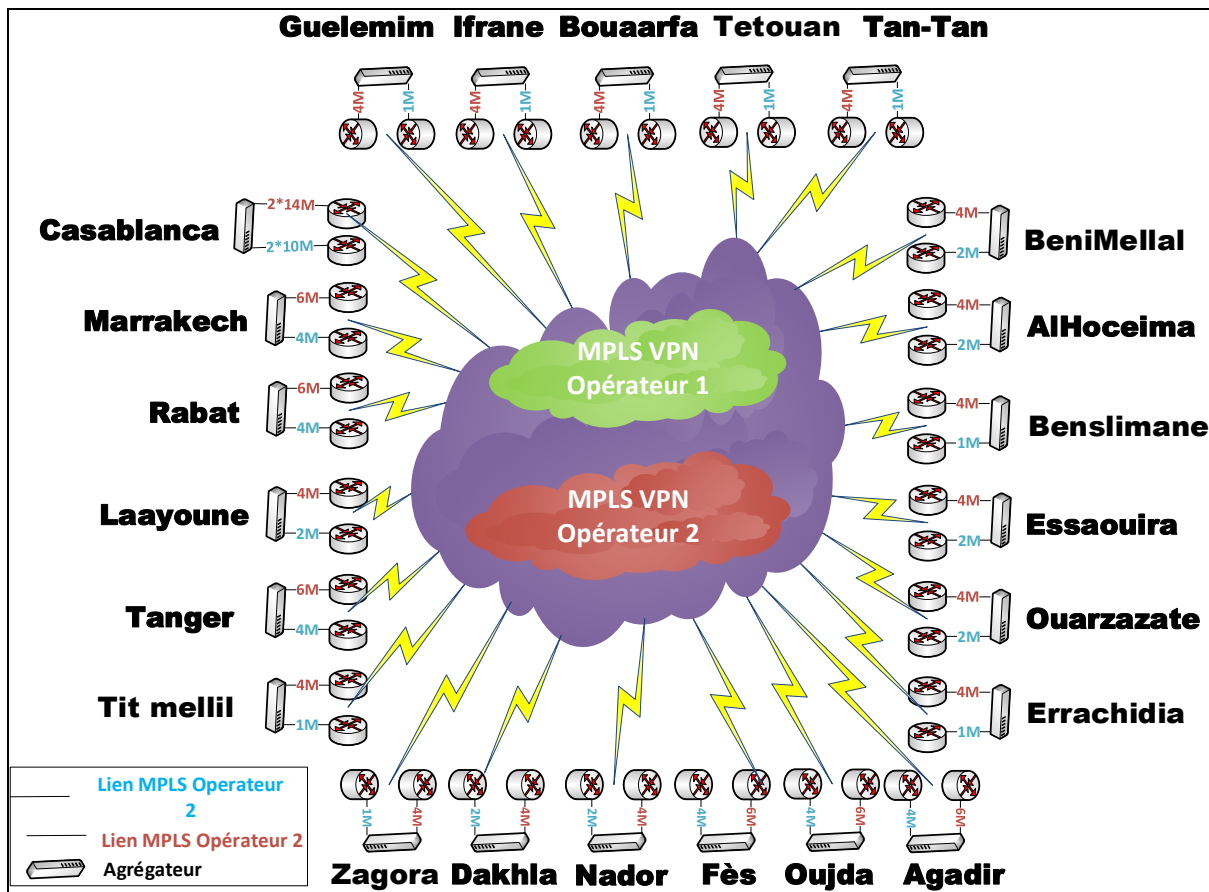 Guelemim Ifrane Bouaarfa Tetouan Tan-Tan
4M 1M 4M 1M 4M 1M 4M 1M 4M 1M
Casablanca
2*14M
2*10M
Marrakech
6M
4M
Rabat
6M
4M
Laayoune
4M
2M
Tanger
6M
4M
Tit mellil
4M
1M
MPLS VPN
Opérateur 1
MPLS VPN
Opérateur 2
4M
2M
BeniMellal
4M
2M
AlHoceima
4M
1M
Benslimane
4M
2M
Essaouira
4M
2M
Ouarzazate
4M
1M
Errachidia
1M 4M 2M 4M 2M 4M 4M 6M 4M 6M 4M 6M
Zagora Dakhla Nador Fès Oujda Agadir
Lien MPLS Operateur
2
Lien MPLS Opérateur 2
Agrégateur